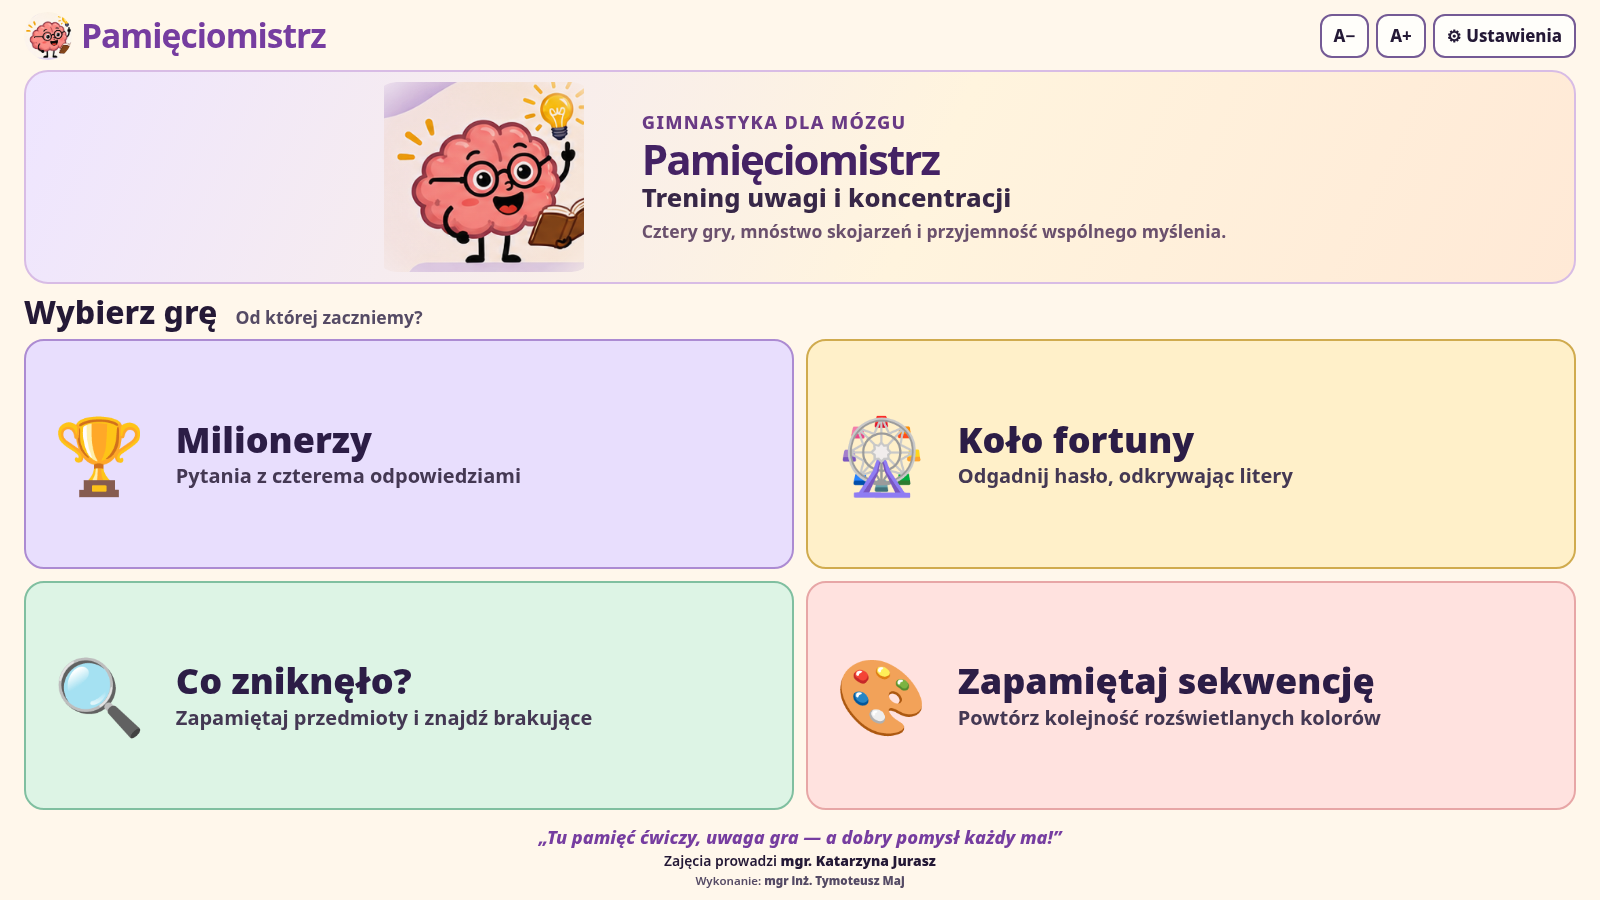 Pamięciomistrz
A−
A+
⚙ Ustawienia
GIMNASTYKA DLA MÓZGU
Pamięciomistrz
Trening uwagi i koncentracji
Cztery gry, mnóstwo skojarzeń i przyjemność wspólnego myślenia.
Wybierz grę
Od której zaczniemy?
Milionerzy
Pytania z czterema odpowiedziami
Koło fortuny
Odgadnij hasło, odkrywając litery
Co zniknęło?
Zapamiętaj przedmioty i znajdź brakujące
Zapamiętaj sekwencję
Powtórz kolejność rozświetlanych kolorów
„Tu pamięć ćwiczy, uwaga gra — a dobry pomysł każdy ma!”
Zajęcia prowadzi mgr. Katarzyna Jurasz
Wykonanie: mgr inż. Tymoteusz Maj